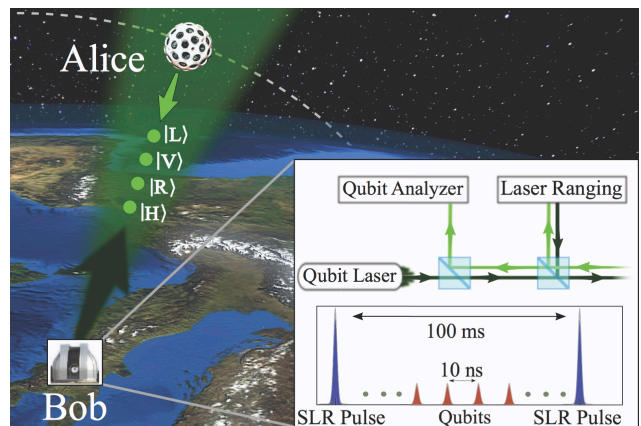 Alice
|L⟩
|V⟩
|R⟩
|H⟩
Bob
Qubit Analyzer
Laser Ranging
Qubit Laser
100 ms
10 ns
SLR Pulse
Qubits
SLR Pulse